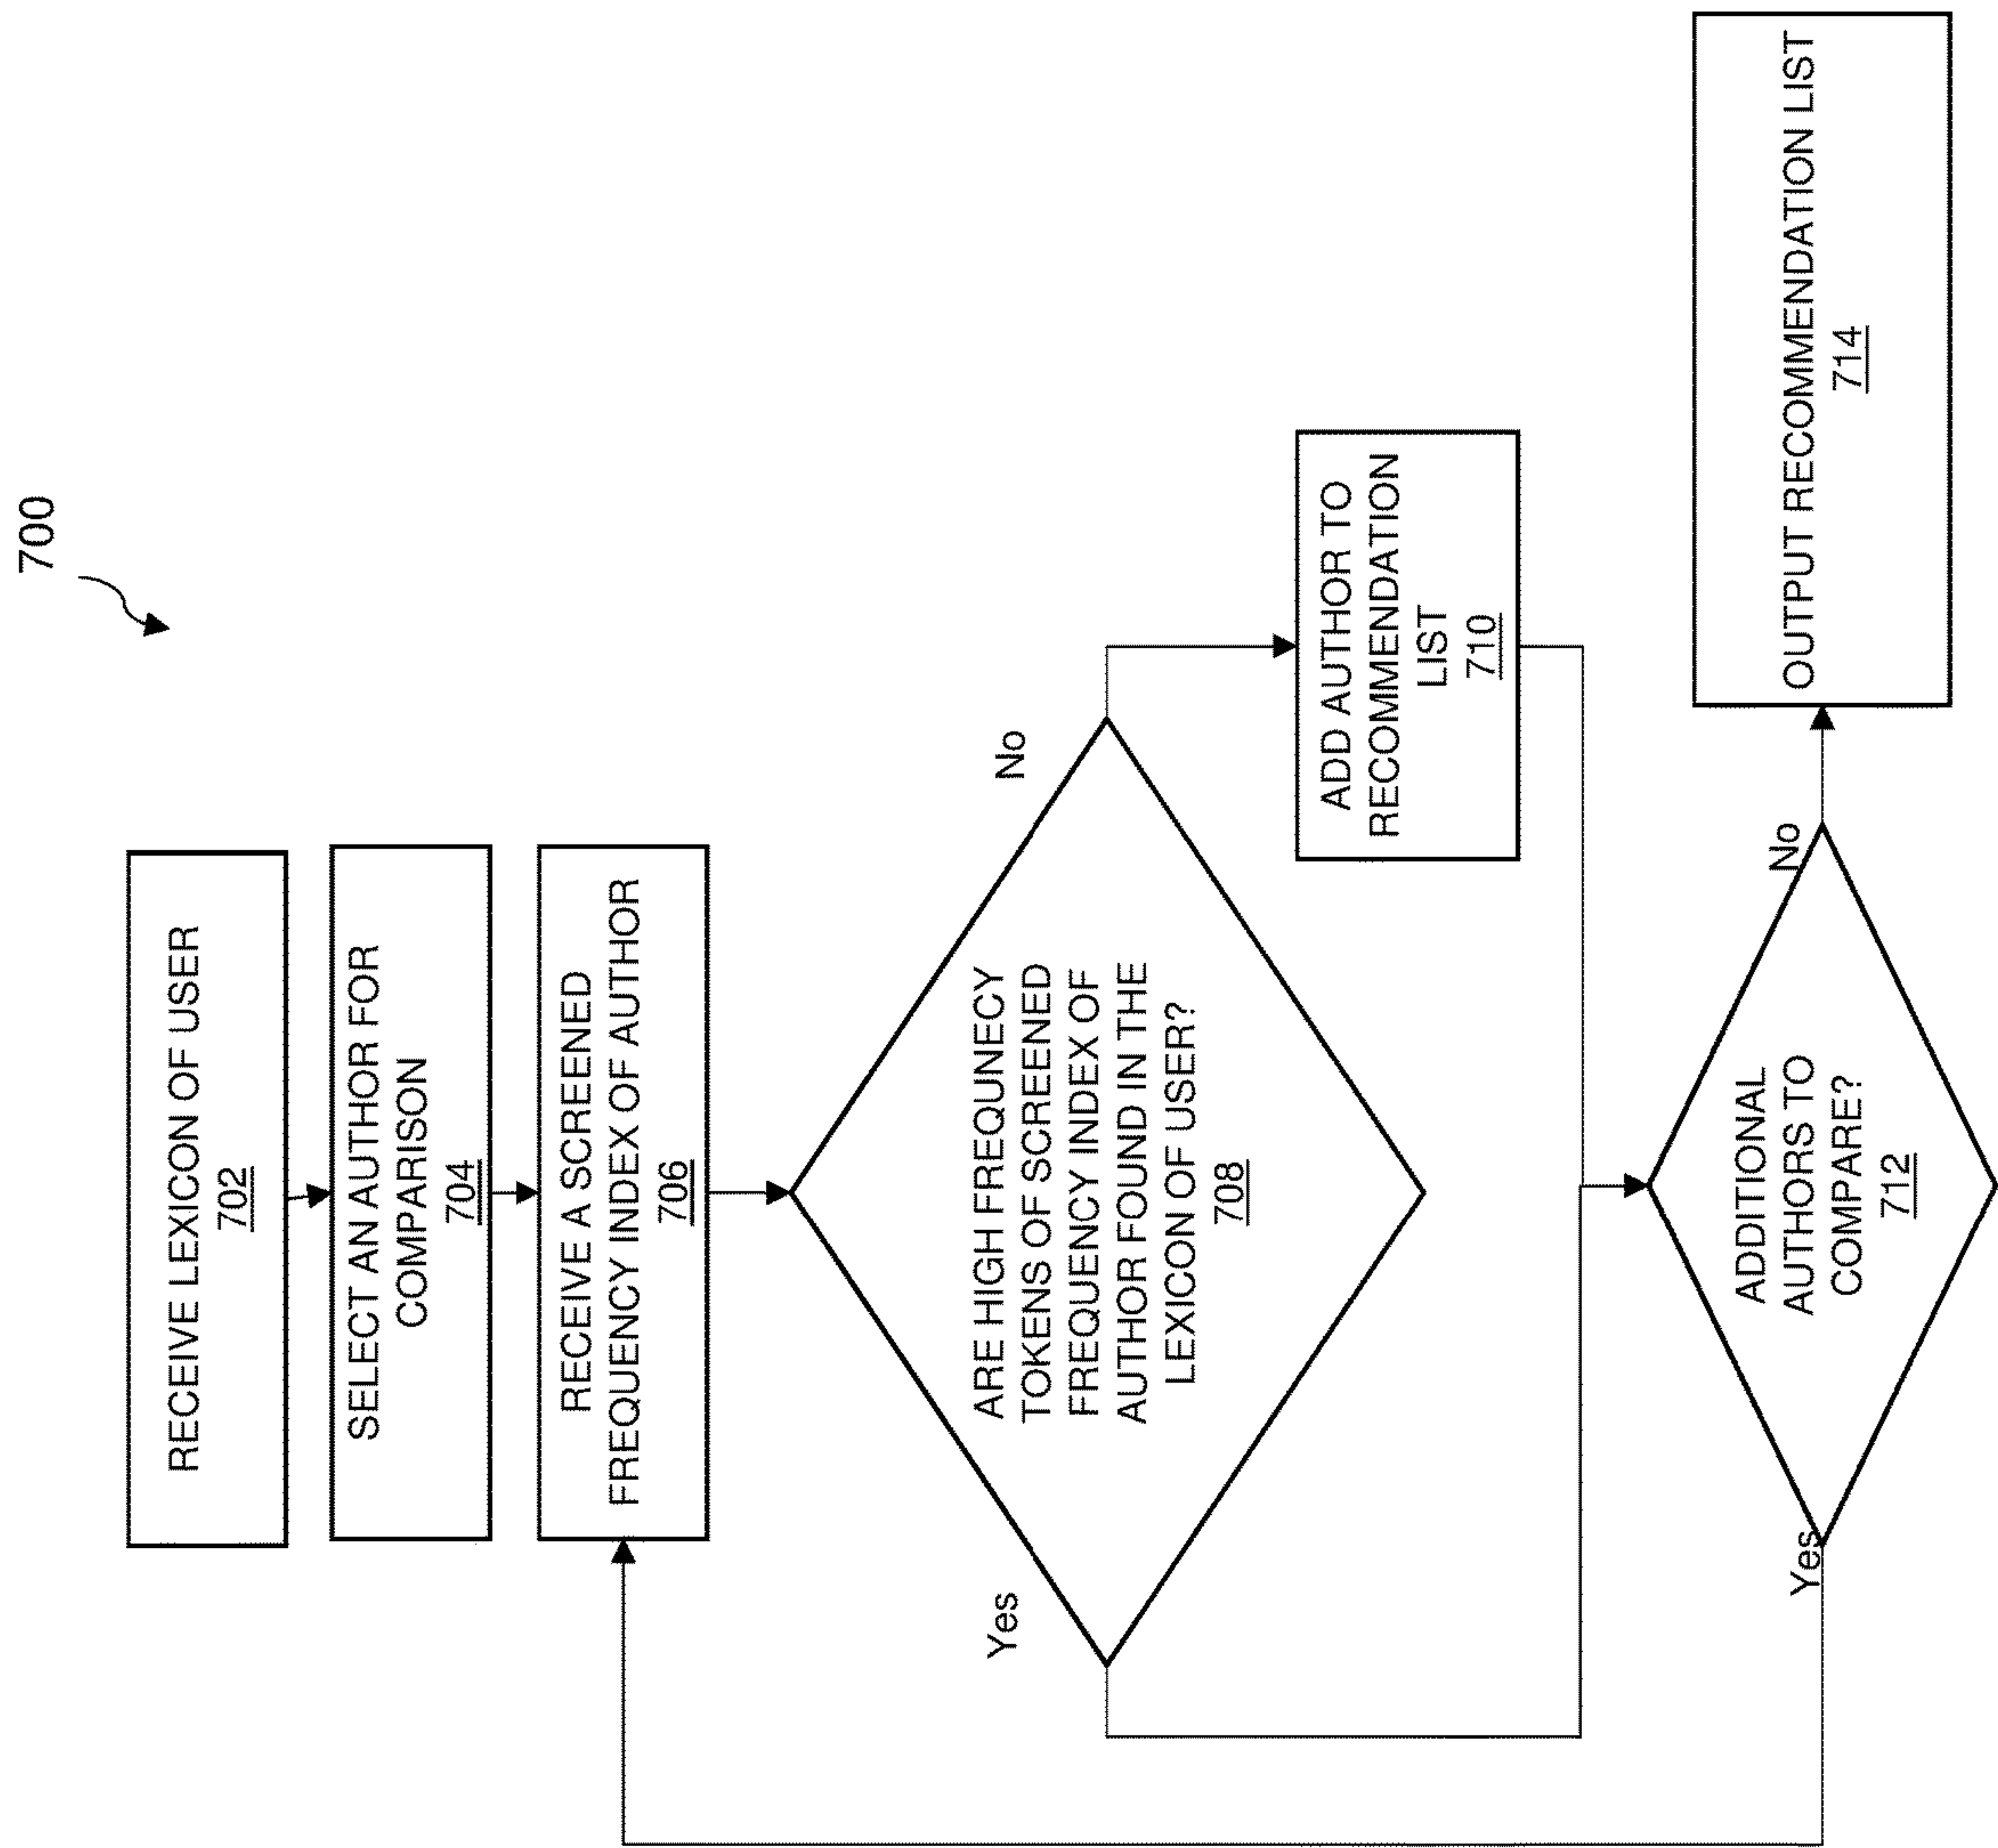 700
RECEIVE LEXICON OF USER
702
SELECT AN AUTHOR FOR
COMPARISON
704
RECEIVE A SCREENED
FREQUENCY INDEX OF AUTHOR
706
ARE HIGH FREQUNECY
TOKENS OF SCREENED
FREQUENCY INDEX OF
AUTHOR FOUND IN THE
LEXICON OF USER?
708
Yes
No
ADD AUTHOR TO
RECOMMENDATION
LIST
710
ADDITIONAL
AUTHORS TO
COMPARE?
712
Yes
No
OUTPUT RECOMMENDATION LIST
714